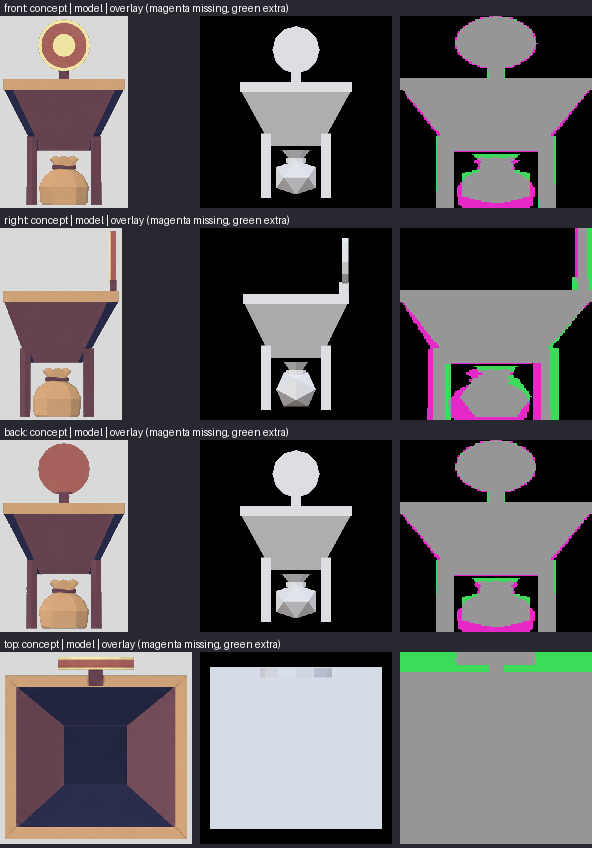 front: concept | model | overlay (magenta missing, green extra)
right: concept | model | overlay (magenta missing, green extra)
back: concept | model | overlay (magenta missing, green extra)
top: concept | model | overlay (magenta missing, green extra)